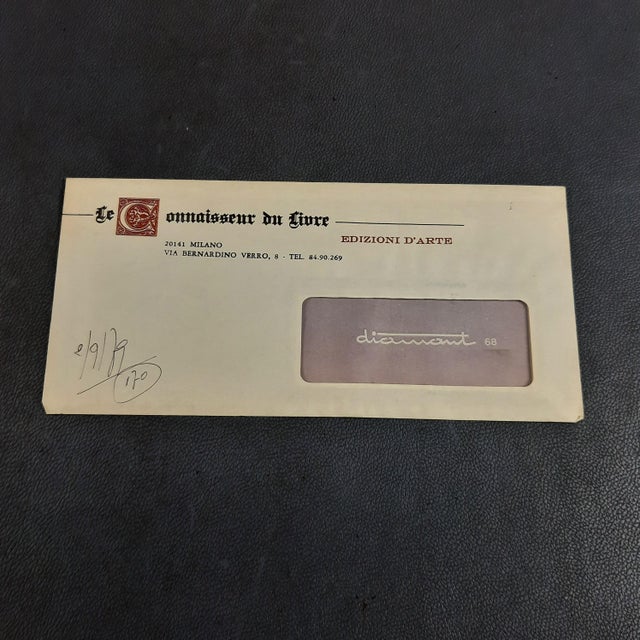 Le Connaisseur du Livre
EDIZIONI D'ARTE
20141 MILANO
VIA BERNARDINO VERRO, 8 - TEL. 84.90.269
diamant 68
/9/79
170